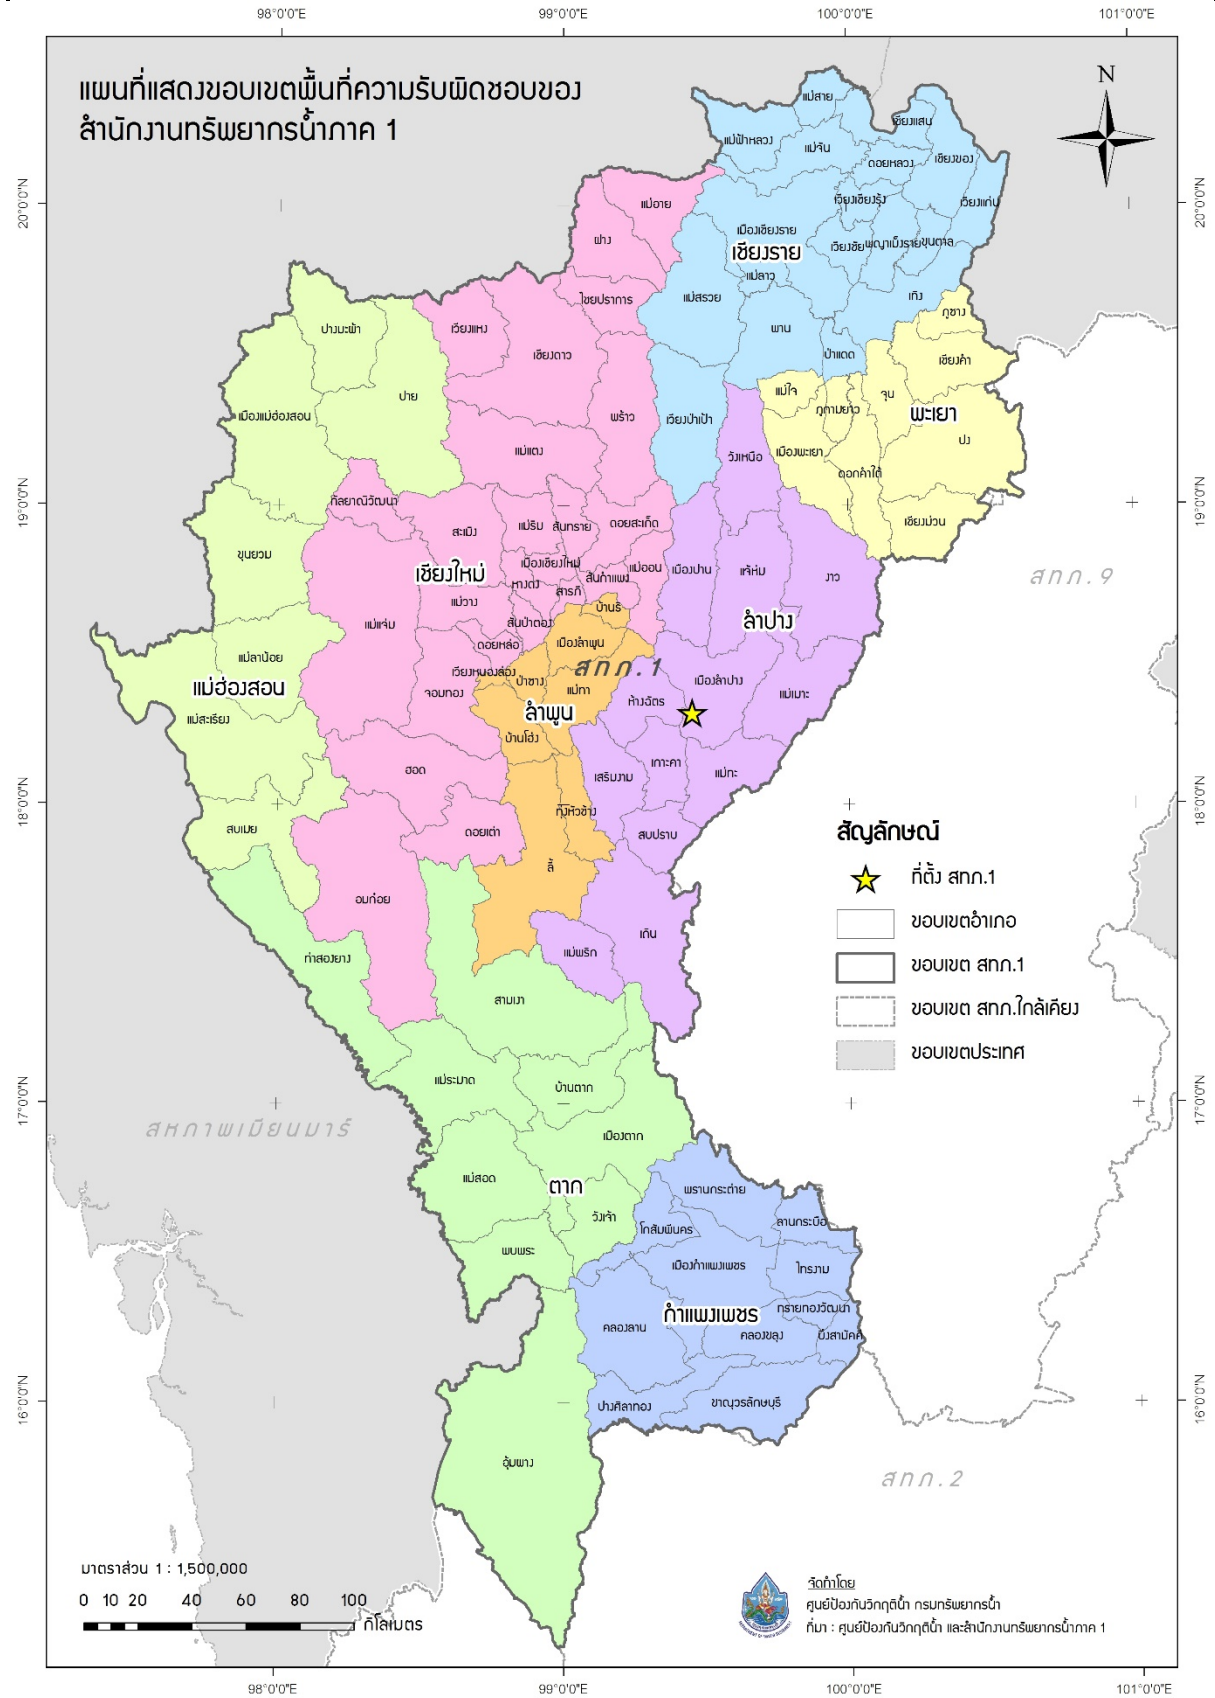 98°0'0"E 99°0'0"E 100°0'0"E 101°0'0"E
แผนที่แสดงขอบเขตพื้นที่ความรับผิดชอบของ
สำนักงานทรัพยากรน้ำภาค 1
N
แม่สาย
เชียงแสน
แม่ฟ้าหลวง
แม่จัน
ดอยหลวง
เชียงของ
20°0'0"N
20°0'0"N
แม่อาย
เวียงเชียงรุ้ง
เวียงแก่น
ฝาง
เมืองเชียงราย
เวียงชัย
พญาเม็งราย
ขุนตาล
เชียงราย
แม่ลาว
ไชยปราการ
แม่สรวย
เทิง
ภูซาง
ปางมะผ้า
เวียงแหง
พาน
เชียงดาว
ป่าแดด
เชียงคำ
ปาย
แม่ใจ
จุน
เมืองแม่ฮ่องสอน
พร้าว
เวียงป่าเป้า
ภูกามยาว
พะเยา
ปง
แม่แตง
วังเหนือ
เมืองพะเยา
ดอกคำใต้
19°0'0"N
19°0'0"N
กัลยาณิวัฒนา
สะเมิง
แม่ริม
สันทราย
ดอยสะเก็ด
เชียงม่วน
ขุนยวม
เมืองเชียงใหม่
แม่ออน
เมืองปาน
แจ้ห่ม
งาว
สทภ.9
เชียงใหม่
หางดง
สารภี
สันกำแพง
แม่วาง
บ้านธิ
แม่แจ่ม
สันป่าตอง
ลำปาง
ดอยหล่อ
เมืองลำพูน
แม่ลาน้อย
เวียงหนองล่อง
สทภ.1
แม่ฮ่องสอน
จอมทอง
ป่าซาง
แม่ทา
เมืองลำปาง
แม่เมาะ
แม่สะเรียง
ลำพูน
ห้างฉัตร
บ้านโฮ่ง
ฮอด
เสริมงาม
เกาะคา
แม่ทะ
18°0'0"N
18°0'0"N
สบเมย
ดอยเต่า
ทุ่งหัวช้าง
สบปราบ
สัญลักษณ์
ลี้
ที่ตั้ง สทภ.1
อมก๋อย
ขอบเขตอำเภอ
เถิน
ท่าสองยาง
แม่พริก
ขอบเขต สทภ.1
สามเงา
ขอบเขต สทภ.ใกล้เคียง
ขอบเขตประเทศ
แม่ระมาด
บ้านตาก
17°0'0"N
17°0'0"N
สหภาพเมียนมาร์
เมืองตาก
แม่สอด
ตาก
พรานกระต่าย
วังเจ้า
โกสัมพีนคร
ลานกระบือ
พบพระ
เมืองกำแพงเพชร
ไทรงาม
กำแพงเพชร
ทรายทองวัฒนา
คลองลาน
คลองขลุง
บึงสามัคคี
16°0'0"N
16°0'0"N
ปางศิลาทอง
ขาณุวรลักษบุรี
อุ้มผาง
สทภ.2
มาตราส่วน 1 : 1,500,000
0 10 20 40 60 80 100
กิโลเมตร
จัดทำโดย
ศูนย์ป้องกันวิกฤติน้ำ กรมทรัพยากรน้ำ
ที่มา : ศูนย์ป้องกันวิกฤติน้ำ และสำนักงานทรัพยากรน้ำภาค 1
98°0'0"E 99°0'0"E 100°0'0"E 101°0'0"E